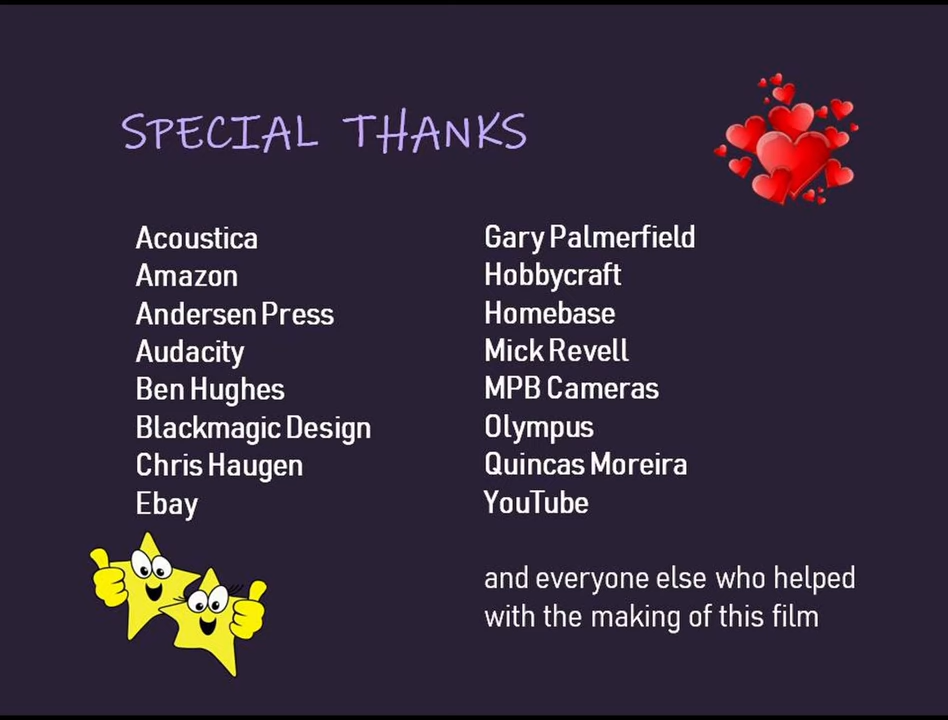 SPECIAL THANKS
Acoustica
Amazon
Andersen Press
Audacity
Ben Hughes
Blackmagic Design
Chris Haugen
Ebay
Gary Palmerfield
Hobbycraft
Homebase
Mick Revell
MPB Cameras
Olympus
Quincas Moreira
YouTube
and everyone else who helped
with the making of this film